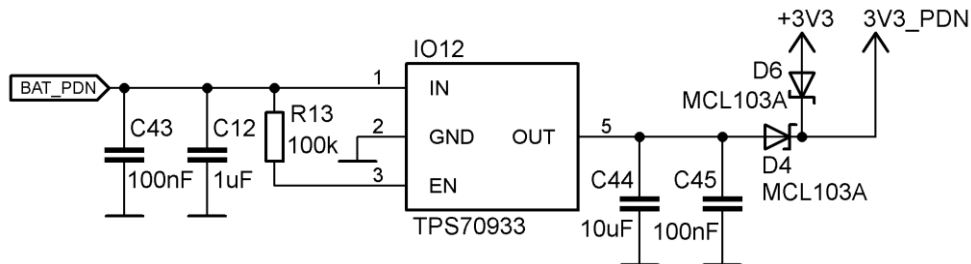 +3V3 3V3_PDN
IO12
D6
MCL103A
BAT_PDN
1
IN
C43
100nF
C12
1uF
R13
100k
2
GND
OUT
5
3
EN
TPS70933
C44
10uF
C45
100nF
D4
MCL103A